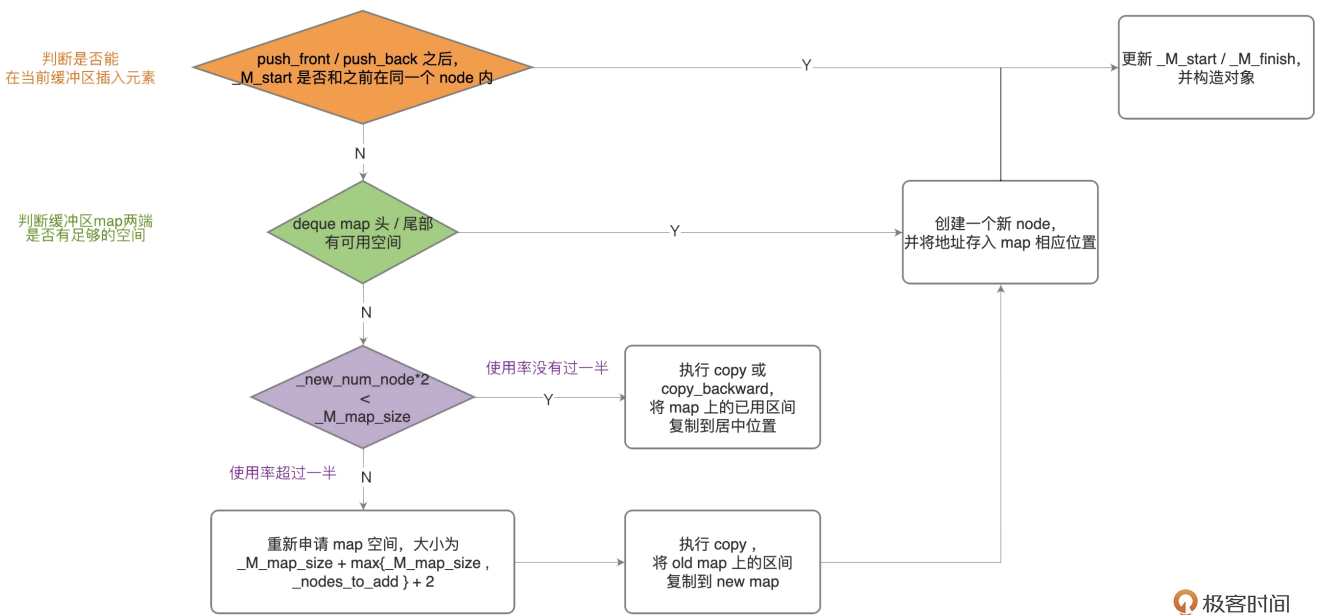 判断是否能
在当前缓冲区插入元素
push_front / push_back 之后，
_M_start 是否和之前在同一个 node 内
Y
更新 _M_start / _M_finish，
并构造对象
N
判断缓冲区map两端
是否有足够的空间
deque map 头 / 尾部
有可用空间
Y
创建一个新 node，
并将地址存入 map 相应位置
N
_new_num_node*2
<
_M_map_size
使用率没有过一半
Y
执行 copy 或
copy_backward，
将 map 上的已用区间
复制到居中位置
使用率超过一半
N
重新申请 map 空间，大小为
_M_map_size + max{_M_map_size ,
_nodes_to_add } + 2
执行 copy ，
将 old map 上的区间
复制到 new map
极客时间